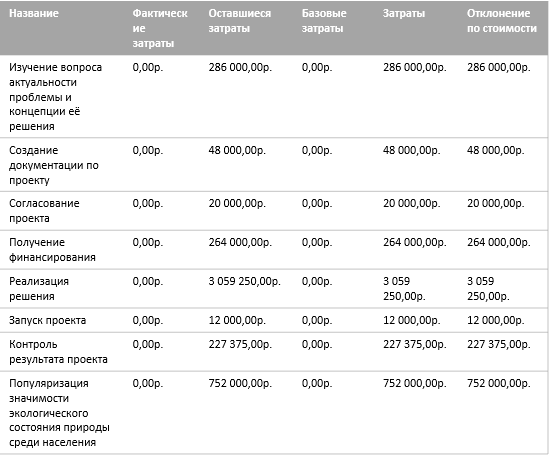 Название Фактическ Оставшиеся Базовые Затраты Отклонение
ие затраты затраты по стоимости
затраты
Изучение вопроса 0,00р. 286 000,00р. 0,00р. 286 000,00р. 286 000,00р.
актуальности
проблемы и
концепции её
решения
Создание 0,00р. 48 000,00р. 0,00р. 48 000,00р. 48 000,00р.
документации по
проекту
Согласование 0,00р. 20 000,00р. 0,00р. 20 000,00р. 20 000,00р.
проекта
Получение 0,00р. 264 000,00р. 0,00р. 264 000,00р. 264 000,00р.
финансирования
Реализация 0,00р. 3 059 250,00р. 0,00р. 3 059 3 059
решения 250,00р. 250,00р.
Запуск проекта 0,00р. 12 000,00р. 0,00р. 12 000,00р. 12 000,00р.
Контроль 0,00р. 227 375,00р. 0,00р. 227 375,00р. 227 375,00р.
результата проекта
Популяризация 0,00р. 752 000,00р. 0,00р. 752 000,00р. 752 000,00р.
значимости
экологического
состояния природы
среди населения